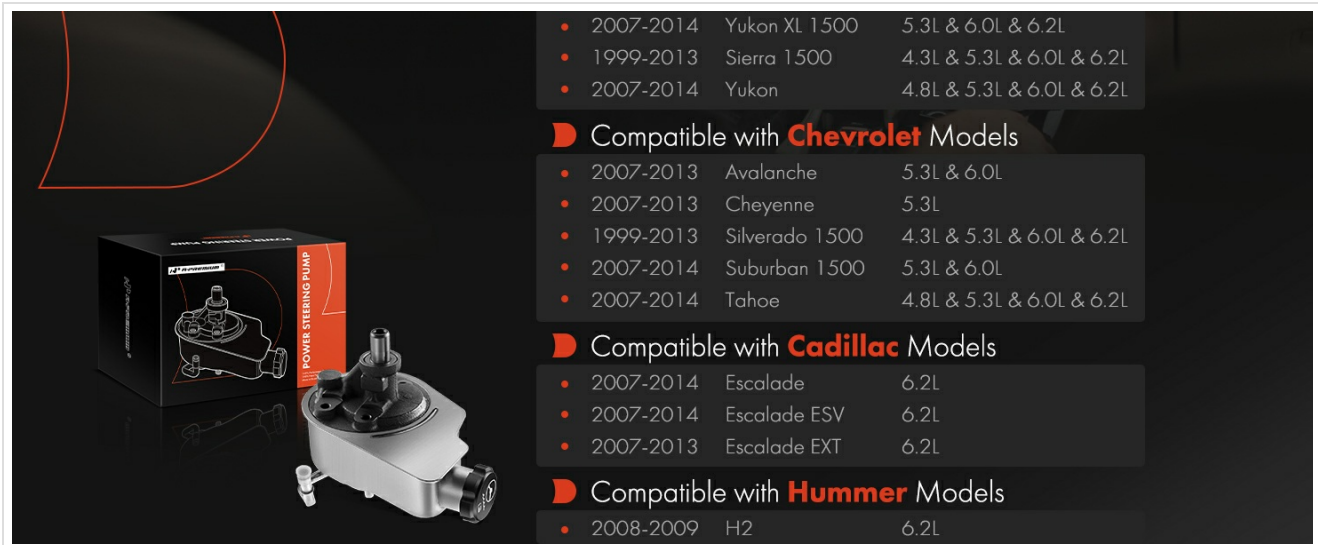 2007-2014 Yukon XL 1500 5.3L & 6.0L & 6.2L
1999-2013 Sierra 1500 4.3L & 5.3L & 6.0L & 6.2L
2007-2014 Yukon 4.8L & 5.3L & 6.0L & 6.2L
Compatible with Chevrolet Models
2007-2013 Avalanche 5.3L & 6.0L
2007-2013 Cheyenne 5.3L
1999-2013 Silverado 1500 4.3L & 5.3L & 6.0L & 6.2L
2007-2014 Suburban 1500 5.3L & 6.0L
2007-2014 Tahoe 4.8L & 5.3L & 6.0L & 6.2L
Compatible with Cadillac Models
2007-2014 Escalade 6.2L
2007-2014 Escalade ESV 6.2L
2007-2013 Escalade EXT 6.2L
Compatible with Hummer Models
2008-2009 H2 6.2L
POWER STEERING PUMP
A-PREMIUM
POWER STEERING PUMP